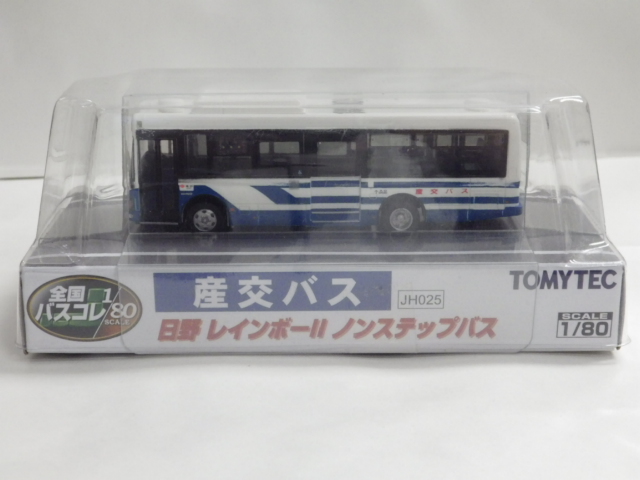 144 産交バス
全国 1
バスコレ/80
SCALE
産交バス
JH025
日野 レインボーII ノンステップバス
TOMYTEC
SCALE
1/80